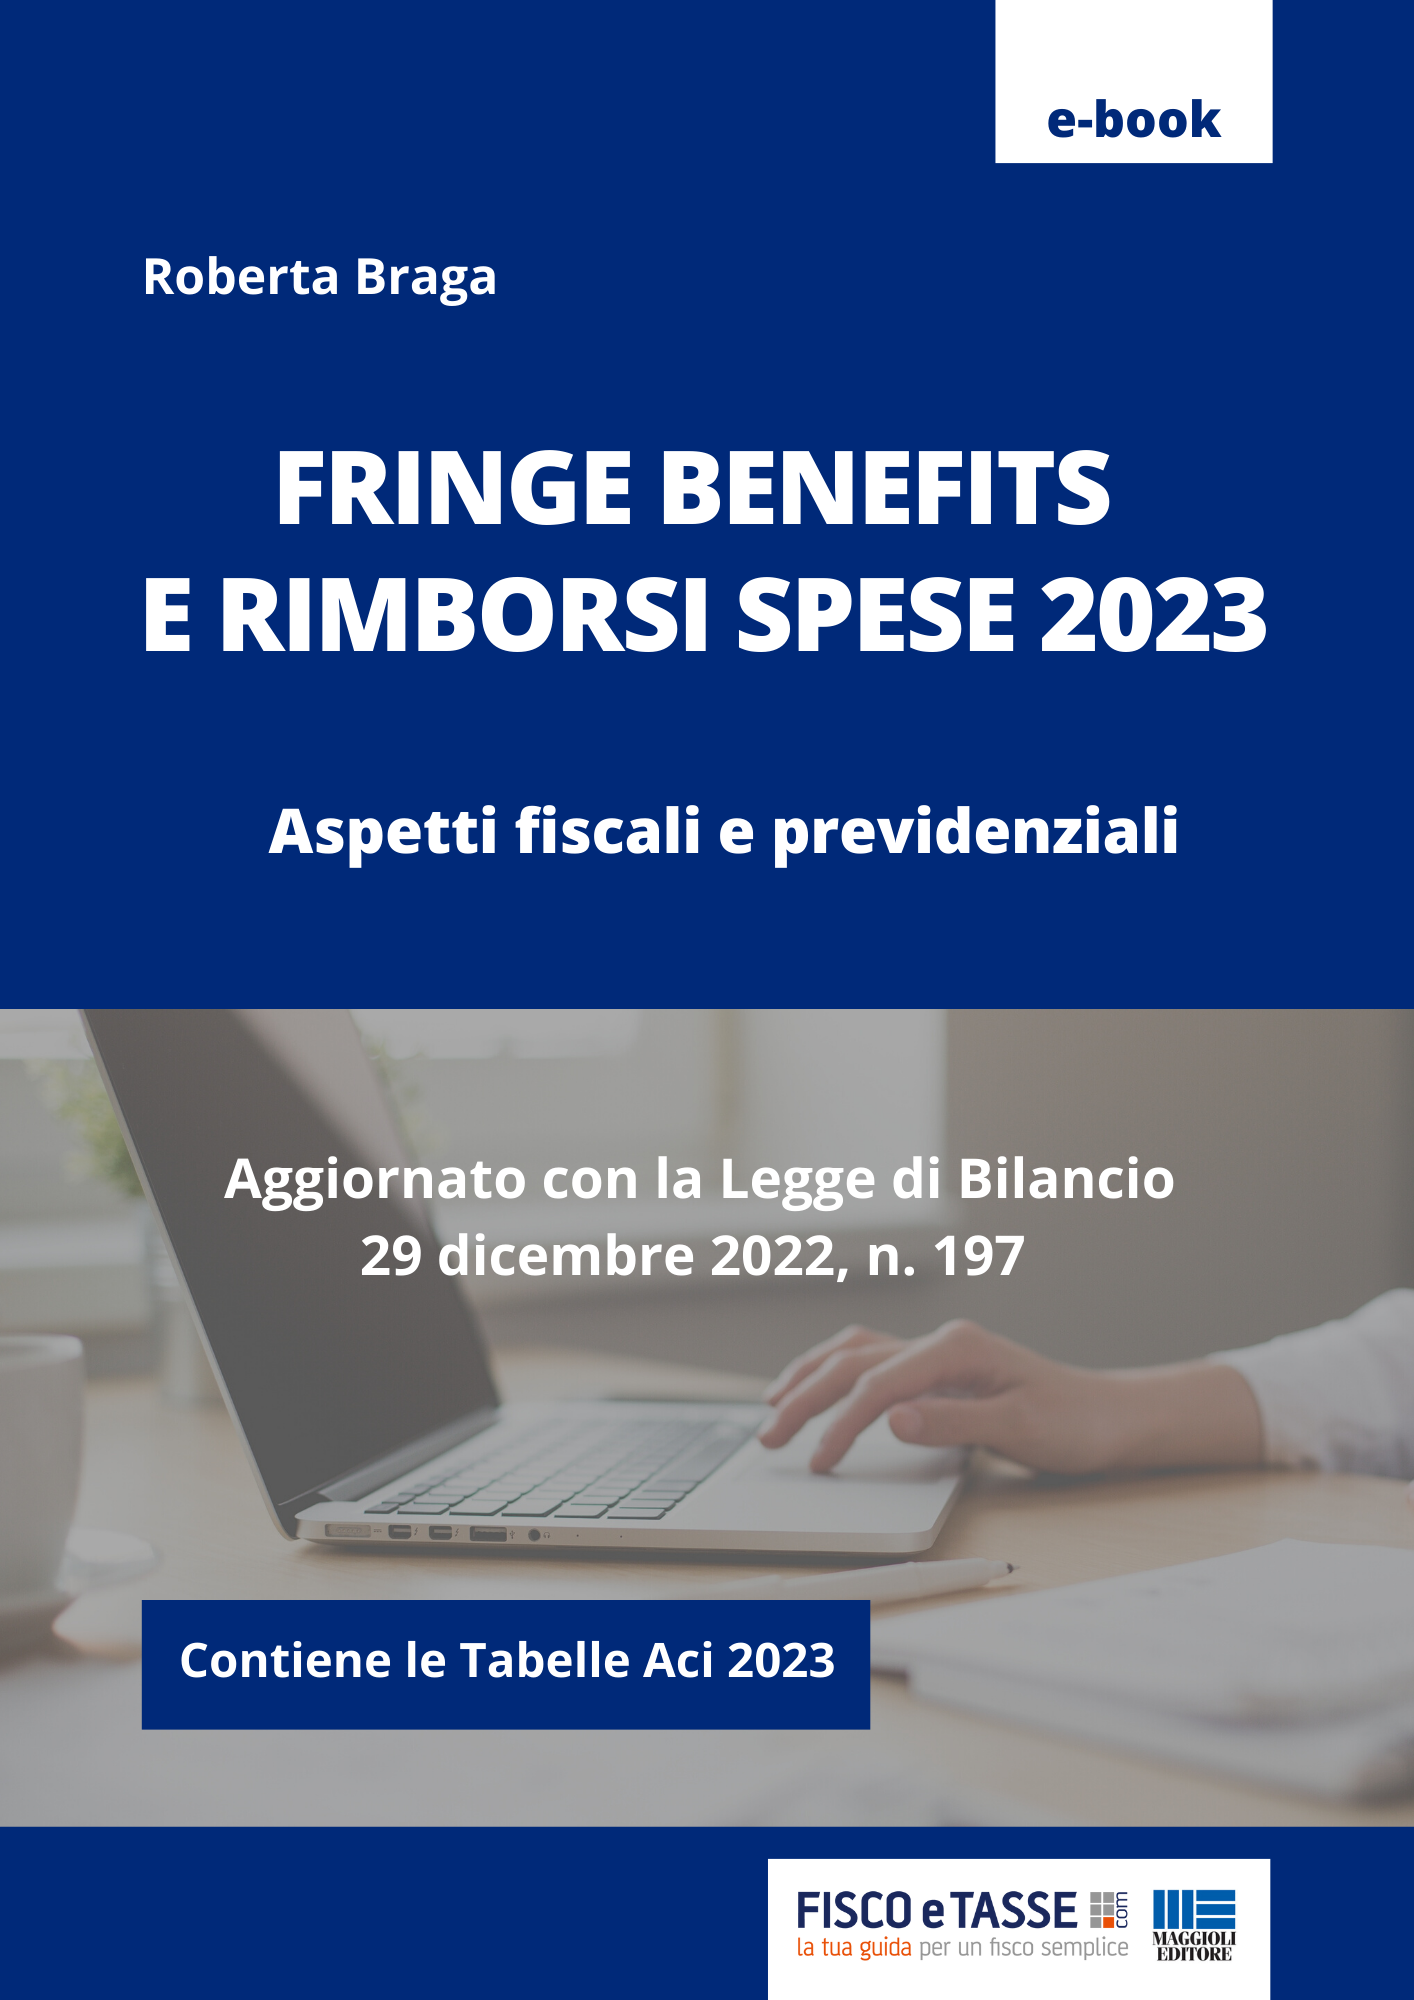 e-book
Roberta Braga
FRINGE BENEFITS
E RIMBORSI SPESE 2023
Aspetti fiscali e previdenziali
Aggiornato con la Legge di Bilancio
29 dicembre 2022, n. 197
Contiene le Tabelle Aci 2023
FISCO e TASSE .com
la tua guida per un fisco semplice
MAGGIOLI
EDITORE